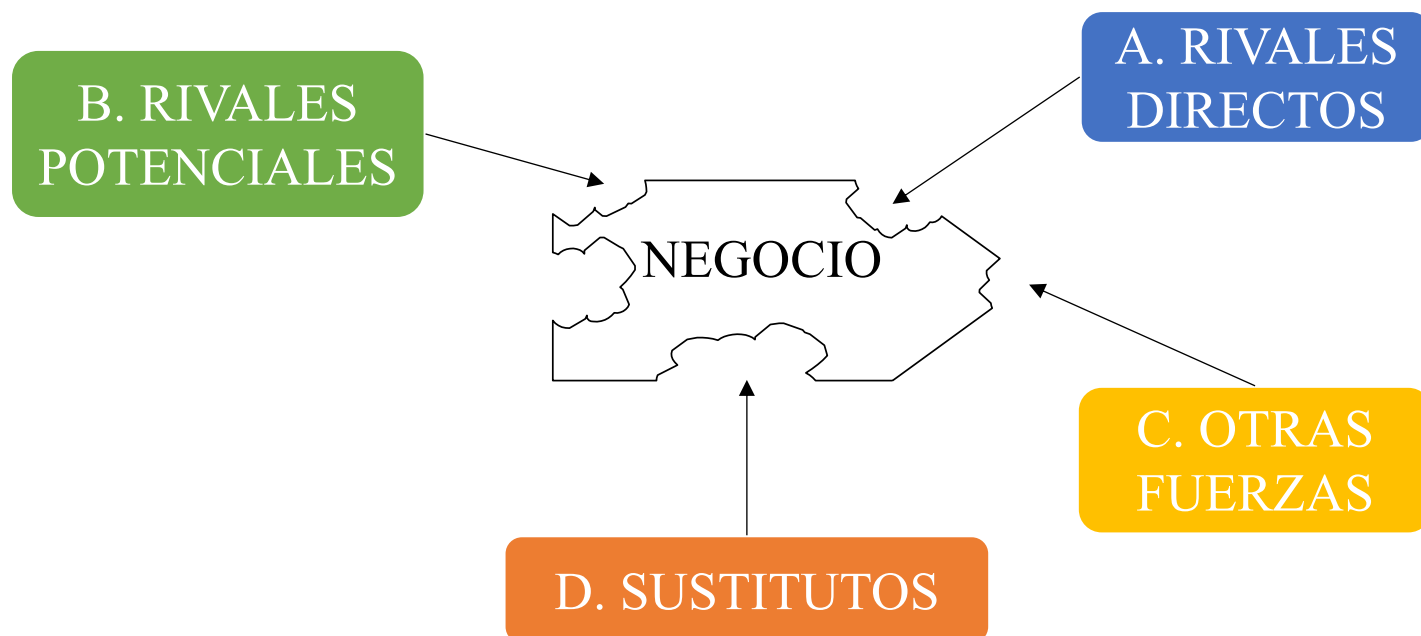 A. RIVALES
DIRECTOS
B. RIVALES
POTENCIALES
NEGOCIO
C. OTRAS
FUERZAS
D. SUSTITUTOS